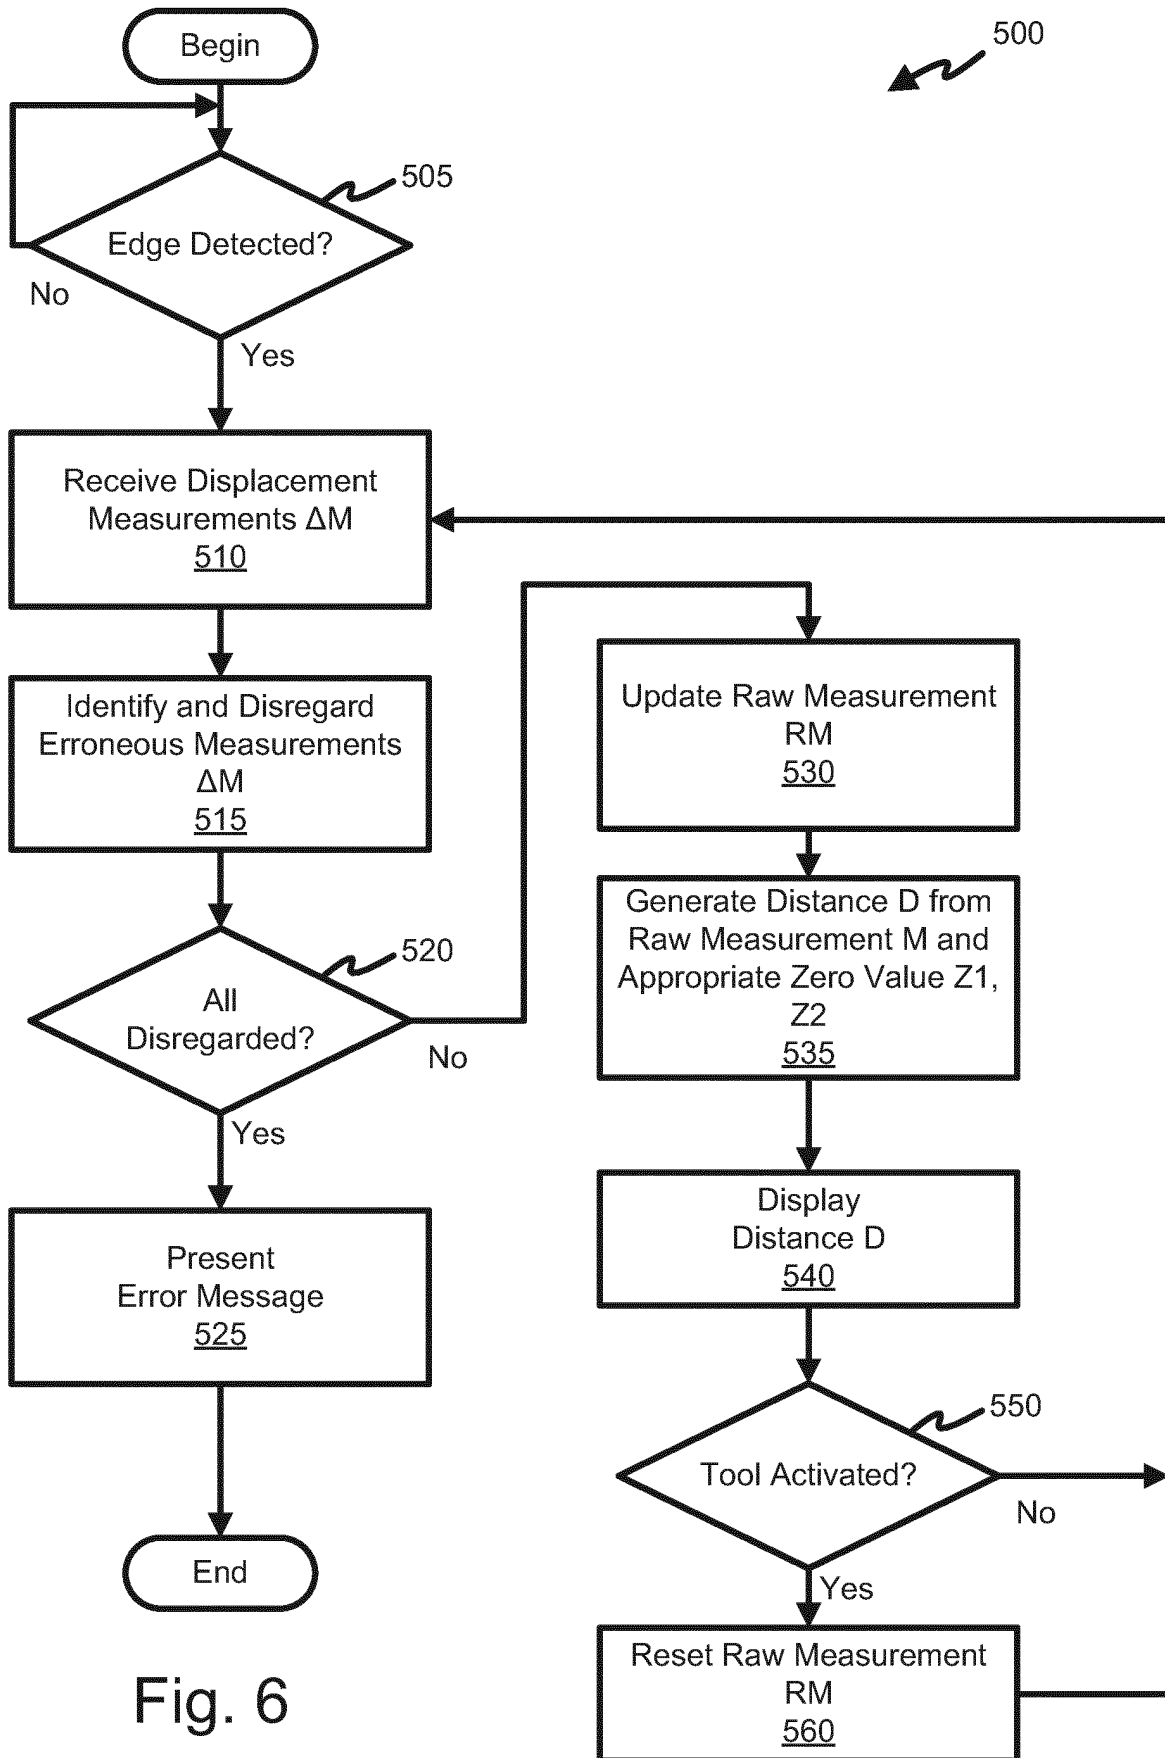 Begin
500
505
Edge Detected?
No
Yes
Receive Displacement
Measurements ΔM
510
Identify and Disregard
Erroneous Measurements
ΔM
515
520
All
Disregarded?
No
Yes
Present
Error Message
525
End
Update Raw Measurement
RM
530
Generate Distance D from
Raw Measurement M and
Appropriate Zero Value Z1,
Z2
535
Display
Distance D
540
550
Tool Activated?
No
Yes
Reset Raw Measurement
RM
560
Fig. 6